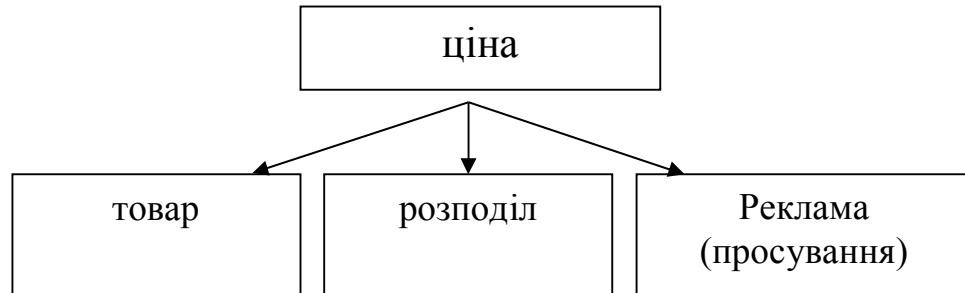 ціна
товар
розподіл
Реклама
(просування)